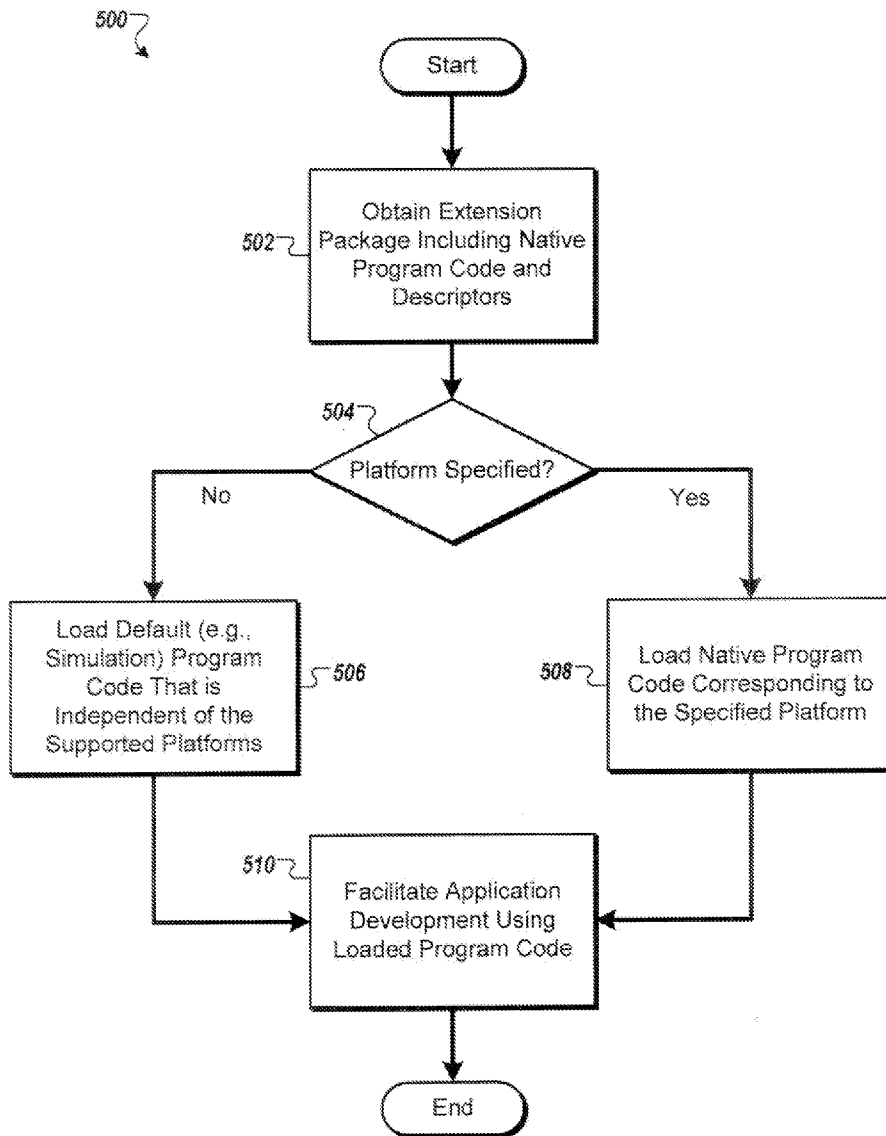 500
Start
502
Obtain Extension
Package Including Native
Program Code and
Descriptors
504
Platform Specified?
No
Yes
Load Default (e.g.,
Simulation) Program
Code That is
Independent of the
Supported Platforms
506
508
Load Native Program
Code Corresponding to
the Specified Platform
510
Facilitate Application
Development Using
Loaded Program Code
End